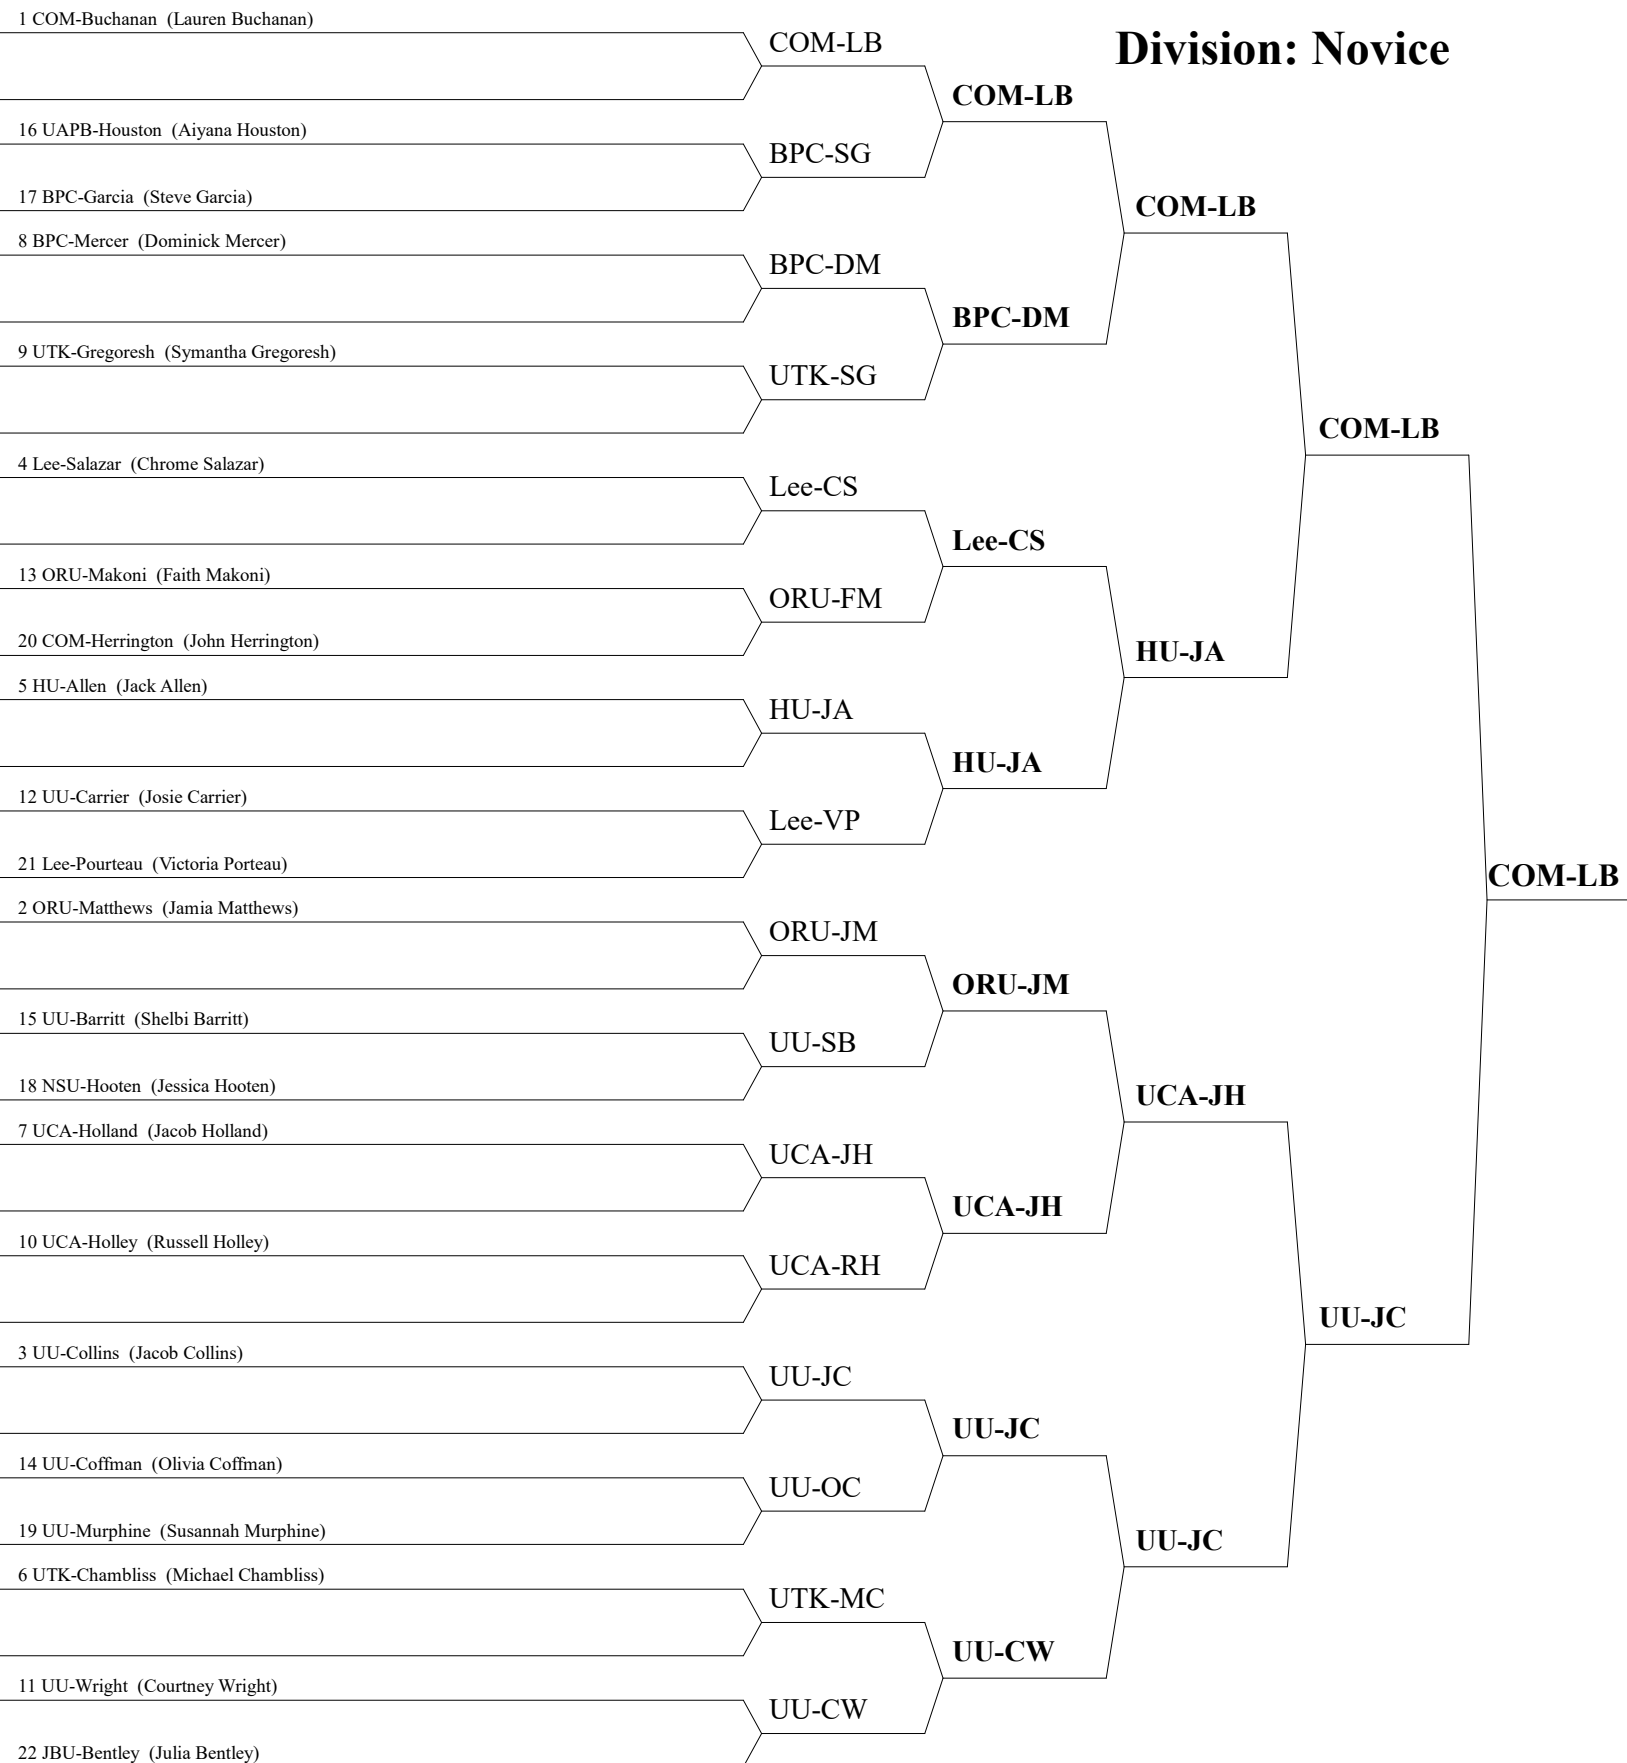 Division: Novice
1 COM-Buchanan (Lauren Buchanan)
16 UAPB-Houston (Aiyana Houston)
17 BPC-Garcia (Steve Garcia)
8 BPC-Mercer (Dominick Mercer)
9 UTK-Gregoresh (Symantha Gregoresh)
4 Lee-Salazar (Chrome Salazar)
13 ORU-Makoni (Faith Makoni)
20 COM-Herrington (John Herrington)
5 HU-Allen (Jack Allen)
12 UU-Carrier (Josie Carrier)
21 Lee-Pourteau (Victoria Porteau)
2 ORU-Matthews (Jamia Matthews)
15 UU-Barritt (Shelbi Barritt)
18 NSU-Hooten (Jessica Hooten)
7 UCA-Holland (Jacob Holland)
10 UCA-Holley (Russell Holley)
3 UU-Collins (Jacob Collins)
14 UU-Coffman (Olivia Coffman)
19 UU-Murphine (Susannah Murphine)
6 UTK-Chambliss (Michael Chambliss)
11 UU-Wright (Courtney Wright)
22 JBU-Bentley (Julia Bentley)
COM-LB
BPC-SG
BPC-DM
UTK-SG
Lee-CS
ORU-FM
HU-JA
Lee-VP
ORU-JM
UU-SB
UCA-JH
UCA-RH
UU-JC
UU-OC
UTK-MC
UU-CW
COM-LB
BPC-DM
Lee-CS
HU-JA
ORU-JM
UCA-JH
UU-JC
UU-CW
COM-LB
HU-JA
UCA-JH
UU-JC
COM-LB
UU-JC
COM-LB